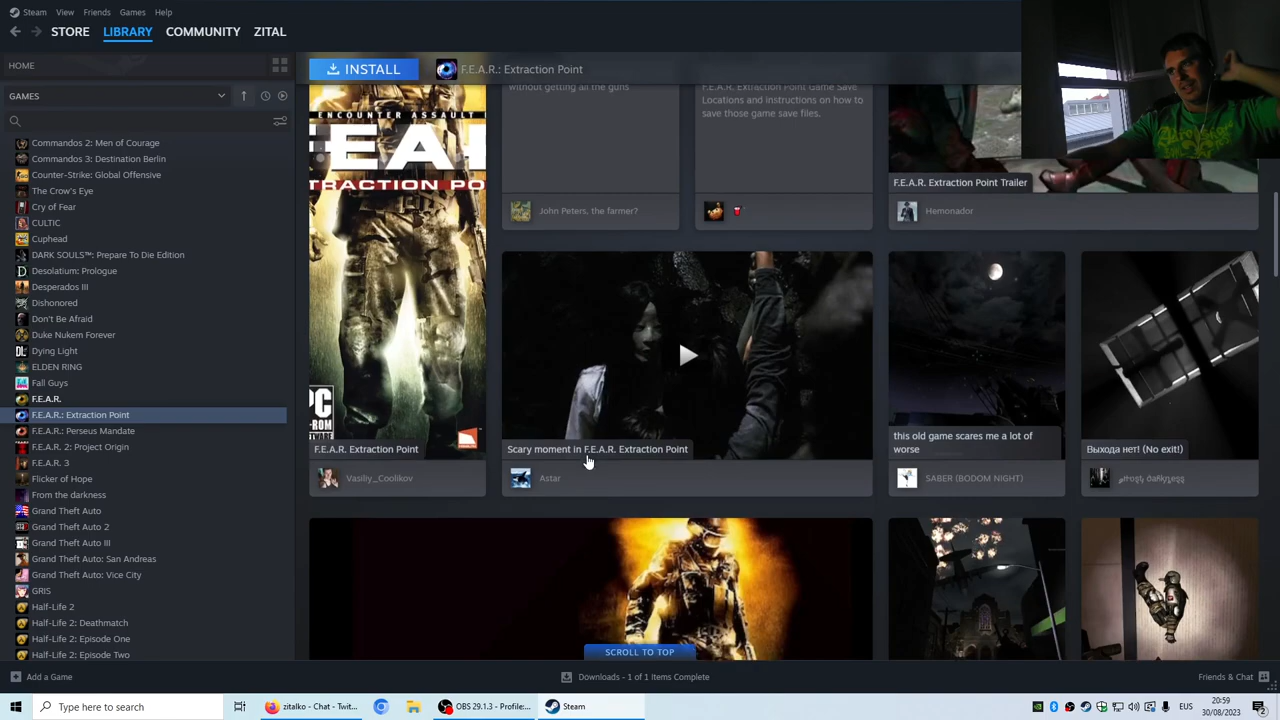 Steam View Friends Games Help
STORE LIBRARY COMMUNITY ZITAL
HOME
GAMES
Commandos 2: Men of Courage
Commandos 3: Destination Berlin
Counter-Strike: Global Offensive
The Crow's Eye
Cry of Fear
CULTIC
Cuphead
DARK SOULS™: Prepare To Die Edition
Desolatium: Prologue
Desperados III
Dishonored
Don't Be Afraid
Duke Nukem Forever
Dying Light
ELDEN RING
Fall Guys
F.E.A.R.
F.E.A.R.: Extraction Point
F.E.A.R.: Perseus Mandate
F.E.A.R. 2: Project Origin
F.E.A.R. 3
Flicker of Hope
From the darkness
Grand Theft Auto
Grand Theft Auto 2
Grand Theft Auto III
Grand Theft Auto: San Andreas
Grand Theft Auto: Vice City
GRIS
Half-Life 2
Half-Life 2: Deathmatch
Half-Life 2: Episode One
Half-Life 2: Episode Two
INSTALL F.E.A.R.: Extraction Point
ENCOUNTER ASSAULT
EAR
TRACTION PO
PC
F.E.A.R. Extraction Point
Vasiliy_Coolikov
without getting all the guns
John Peters, the farmer?
F.E.A.R. Extraction Point Game Save
Locations and instructions on how to
save those game save files.
F.E.A.R. Extraction Point Trailer
Hemonador
Scary moment in F.E.A.R. Extraction Point
Astar
this old game scares me a lot of
worse
SABER (BODOM NIGHT)
Выхода нет! (No exit!)
SCROLL TO TOP
Add a Game
Downloads - 1 of 1 Items Complete
Friends & Chat
Type here to search
zitalko - Chat - Twit...
OBS 29.1.3 - Profile:...
Steam
EUS
20:59
30/08/2023
2